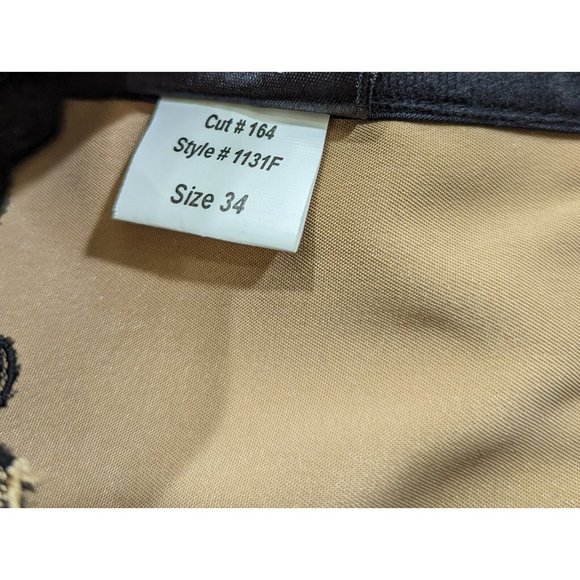 Cut # 164
Style # 1131F
Size 34